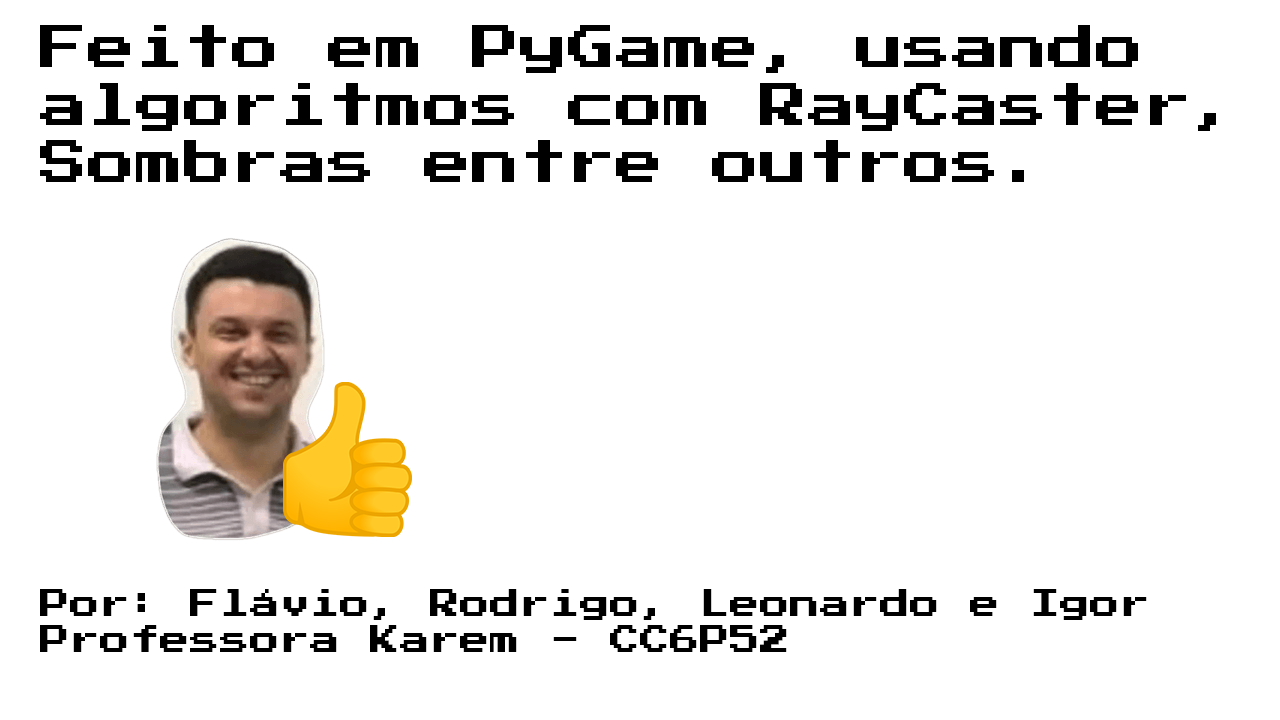 Feito em PyGame, usando
algoritmos com RayCaster,
Sombras entre outros.
Por: Flávio, Rodrigo, Leonardo e Igor
Professora Karem - CC6P52